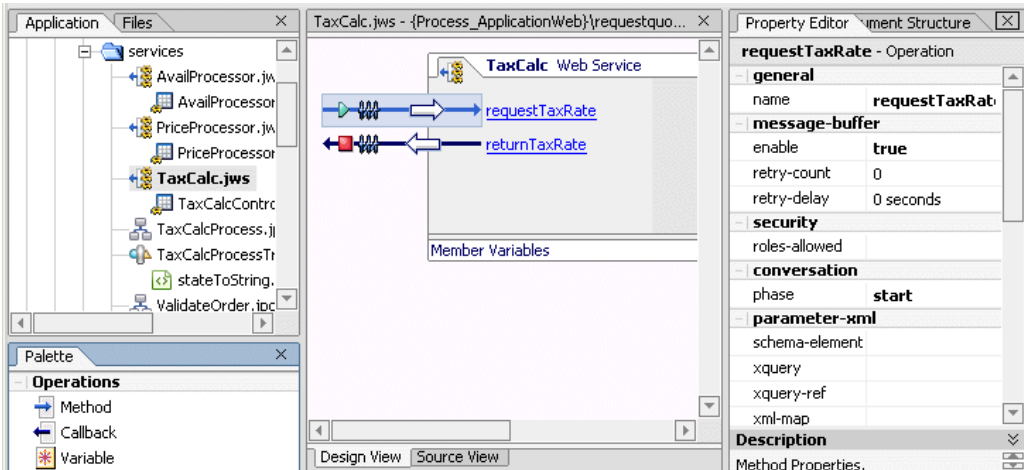 Application Files
services
AvailProcessor.jw
AvailProcessor
PriceProcessor.jw
PriceProcessor
TaxCalc.jws
TaxCalcContro
TaxCalcProcess.j
TaxCalcProcessTr
stateToString.
ValidateOrder.jpd
Palette
Operations
Method
Callback
Variable
TaxCalc.jws - {Process_ApplicationWeb}\requestquo...
TaxCalc Web Service
requestTaxRate
returnTaxRate
Member Variables
Design View Source View
Property Editor ument Structure
requestTaxRate - Operation
general
name requestTaxRat
message-buffer
enable true
retry-count 0
retry-delay 0 seconds
security
roles-allowed
conversation
phase start
parameter-xml
schema-element
xquery
xquery-ref
xml-map
Description
Method Properties.